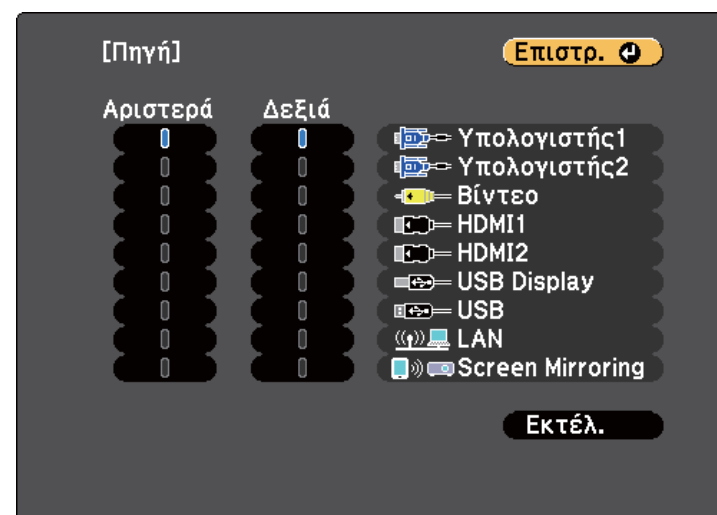 [Πηγή]
Επιστρ.
Αριστερά Δεξιά
Υπολογιστής1
Υπολογιστής2
Βίντεο
HDMI1
HDMI2
USB Display
USB
LAN
Screen Mirroring
Εκτέλ.